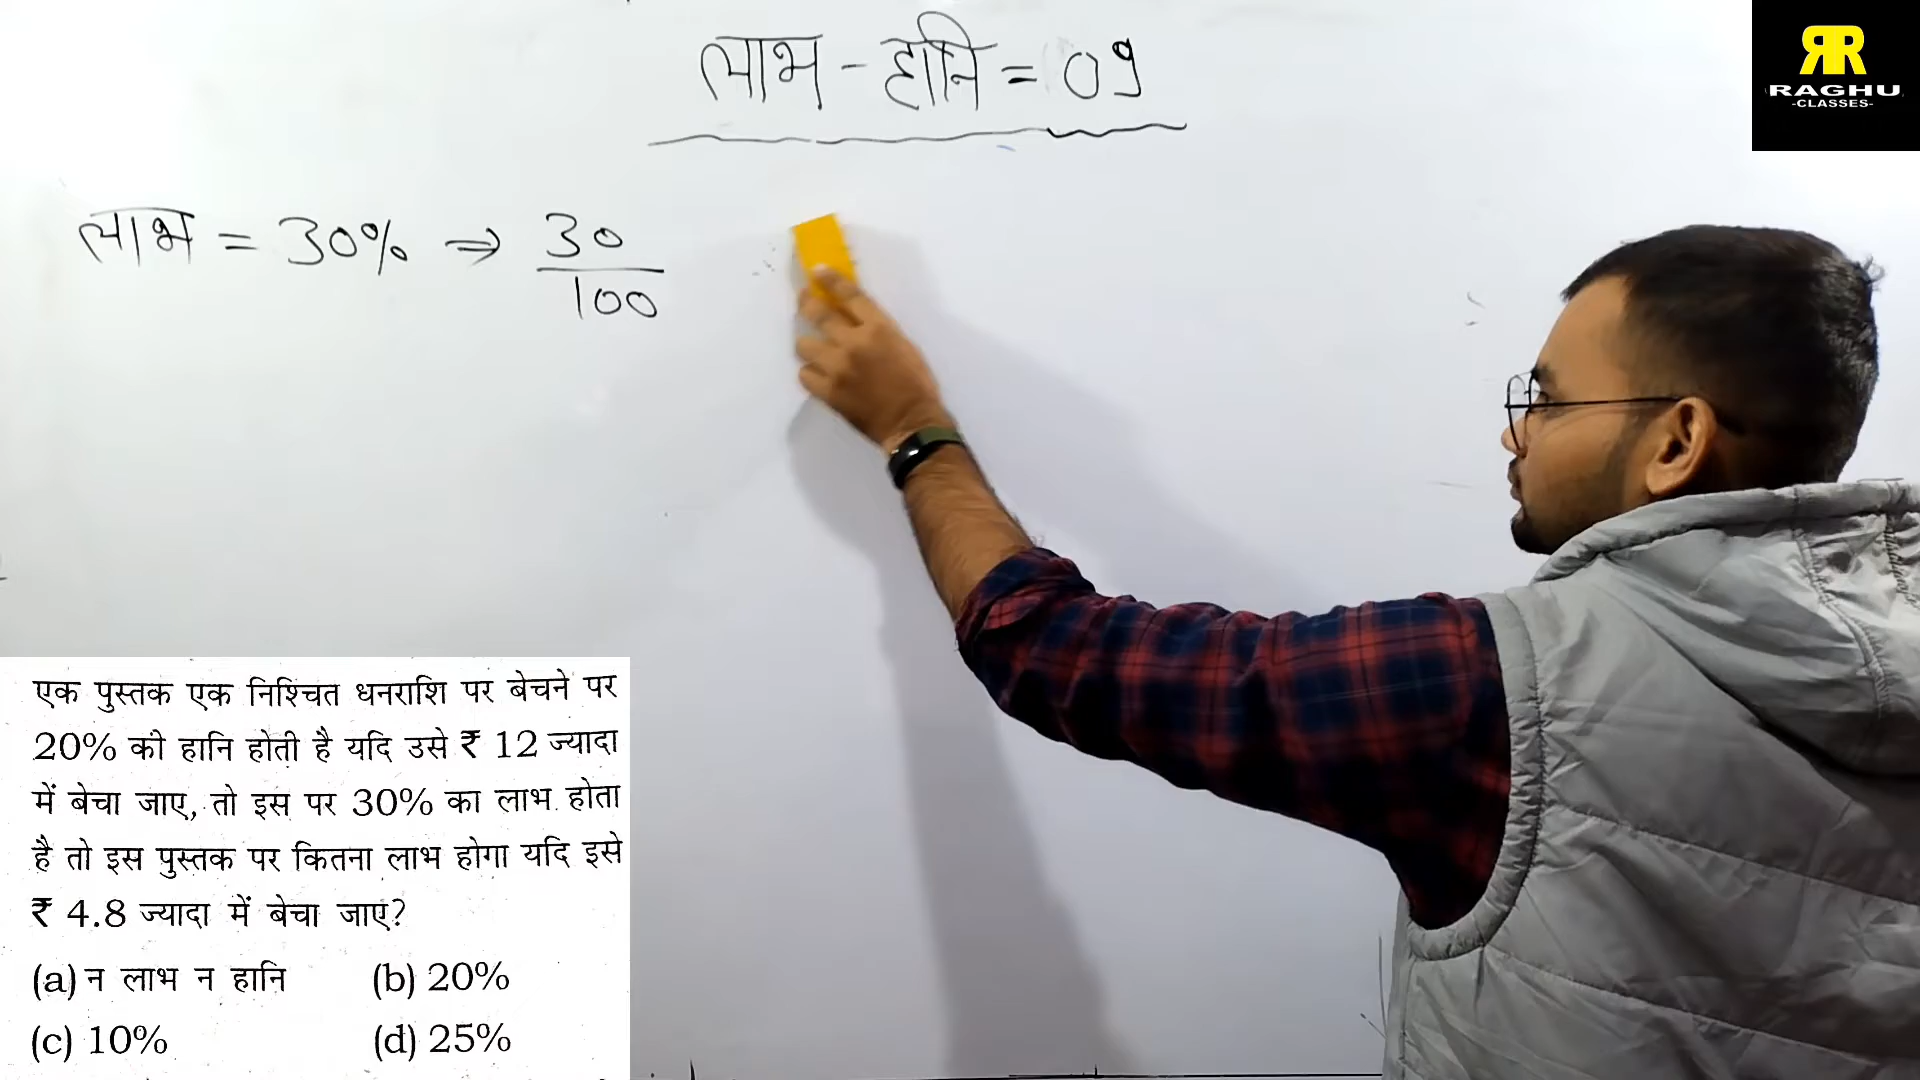 लाभ - हानि = 09
RR
RAGHU
-CLASSES-
लाभ = 30% ⇒ 30/100
एक पुस्तक एक निश्चित धनराशि पर बेचने पर
20% की हानि होती है यदि उसे ₹ 12 ज्यादा
में बेचा जाए, तो इस पर 30% का लाभ होता
है तो इस पुस्तक पर कितना लाभ होगा यदि इसे
₹ 4.8 ज्यादा में बेचा जाए?
(a) न लाभ न हानि (b) 20%
(c) 10% (d) 25%